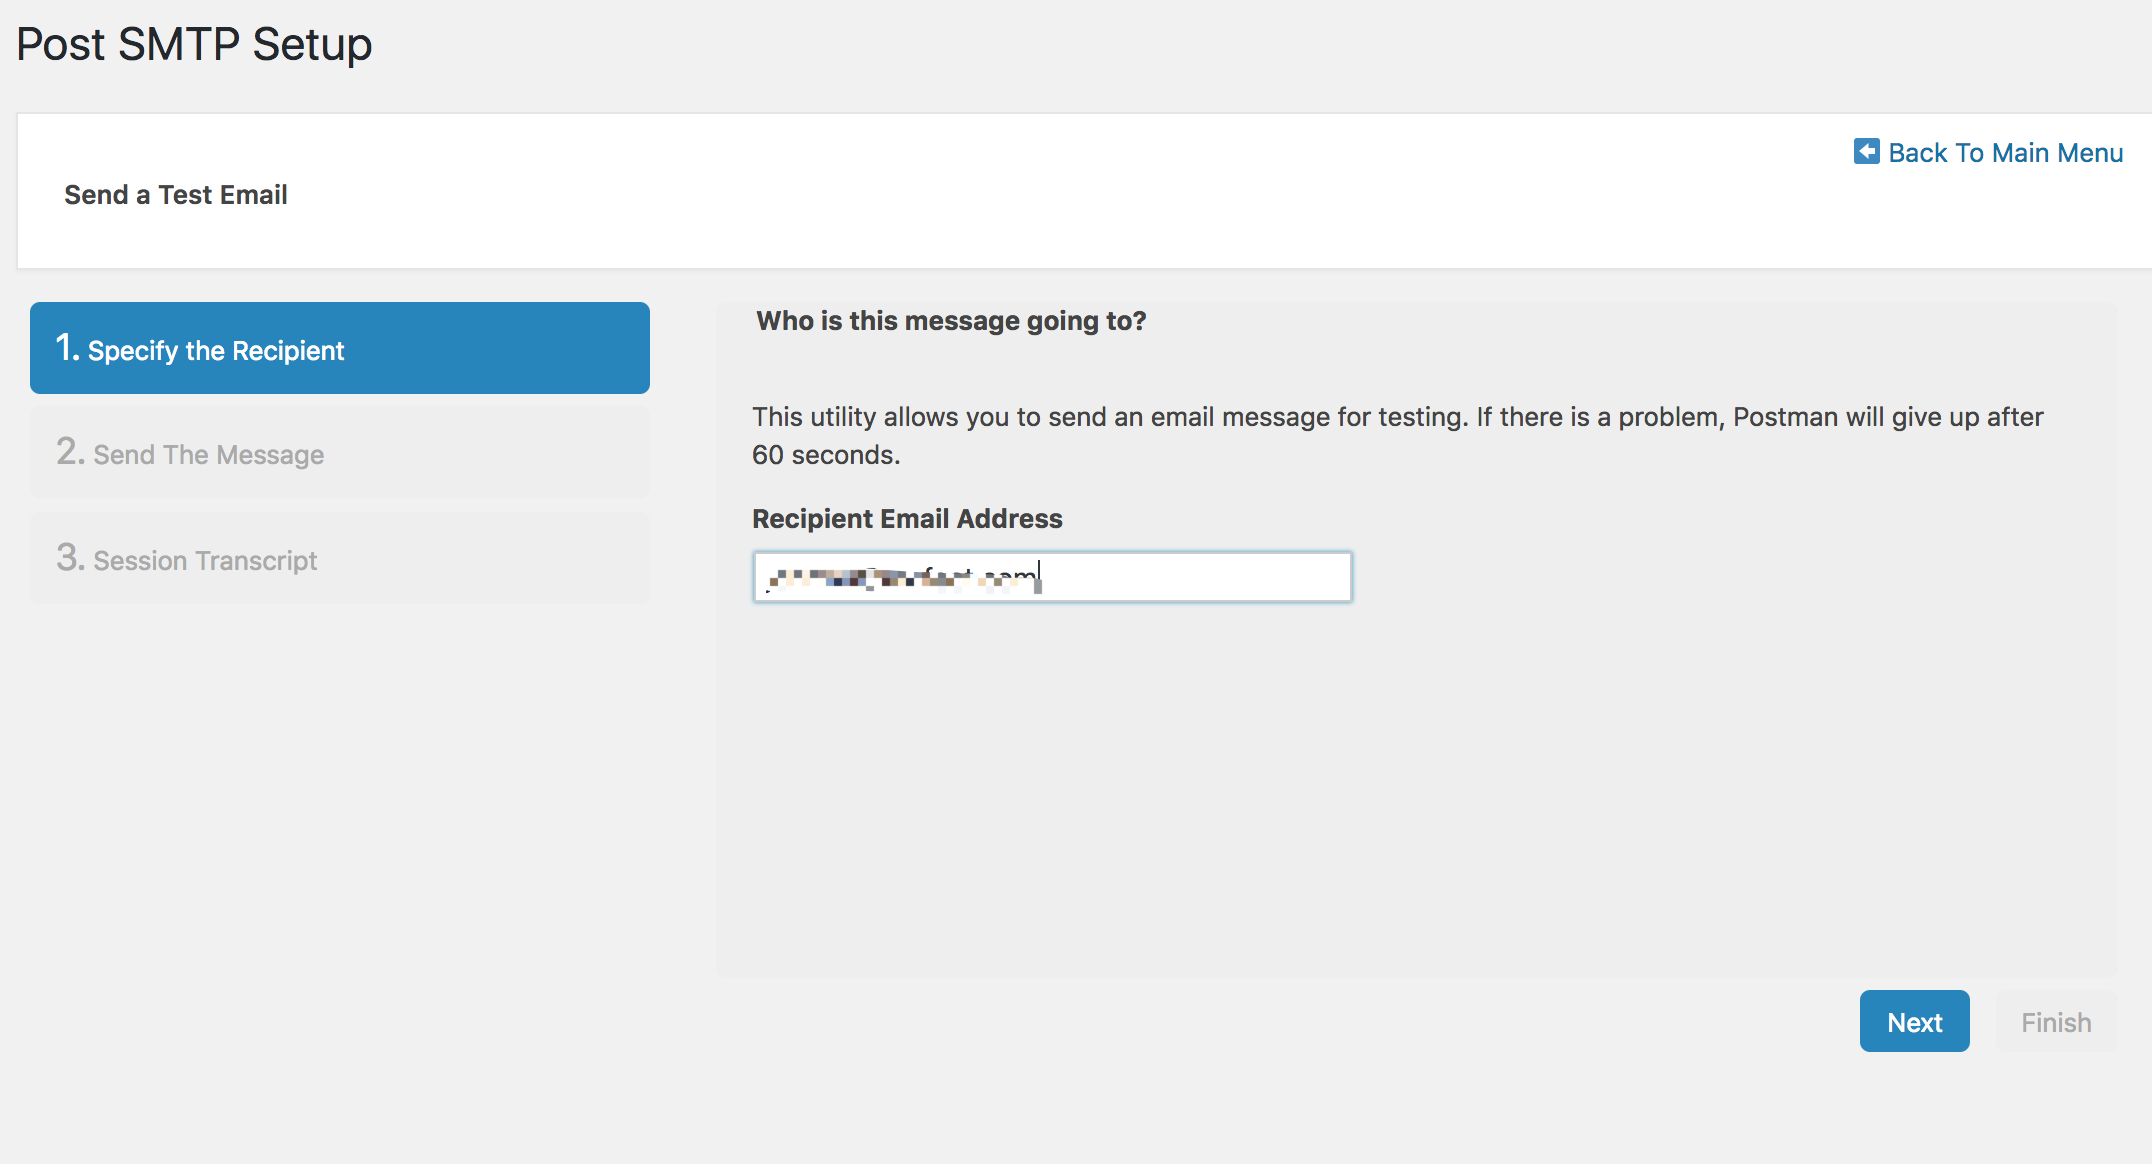 Post SMTP Setup
Back To Main Menu
Send a Test Email
1. Specify the Recipient
2. Send The Message
3. Session Transcript
Who is this message going to?
This utility allows you to send an email message for testing. If there is a problem, Postman will give up after
60 seconds.
Recipient Email Address
Next
Finish